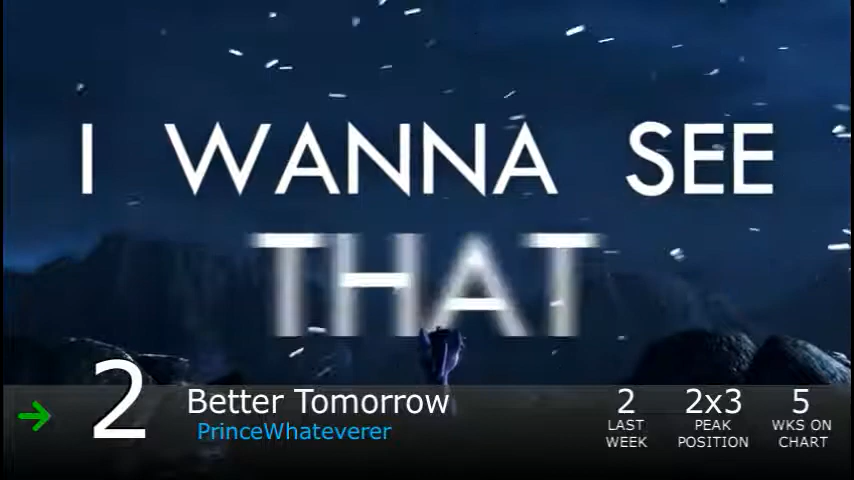 I WANNA SEE
THAT
2
Better Tomorrow
PrinceWhateverer
2
LAST
WEEK
2x3
PEAK
POSITION
5
WKS ON
CHART